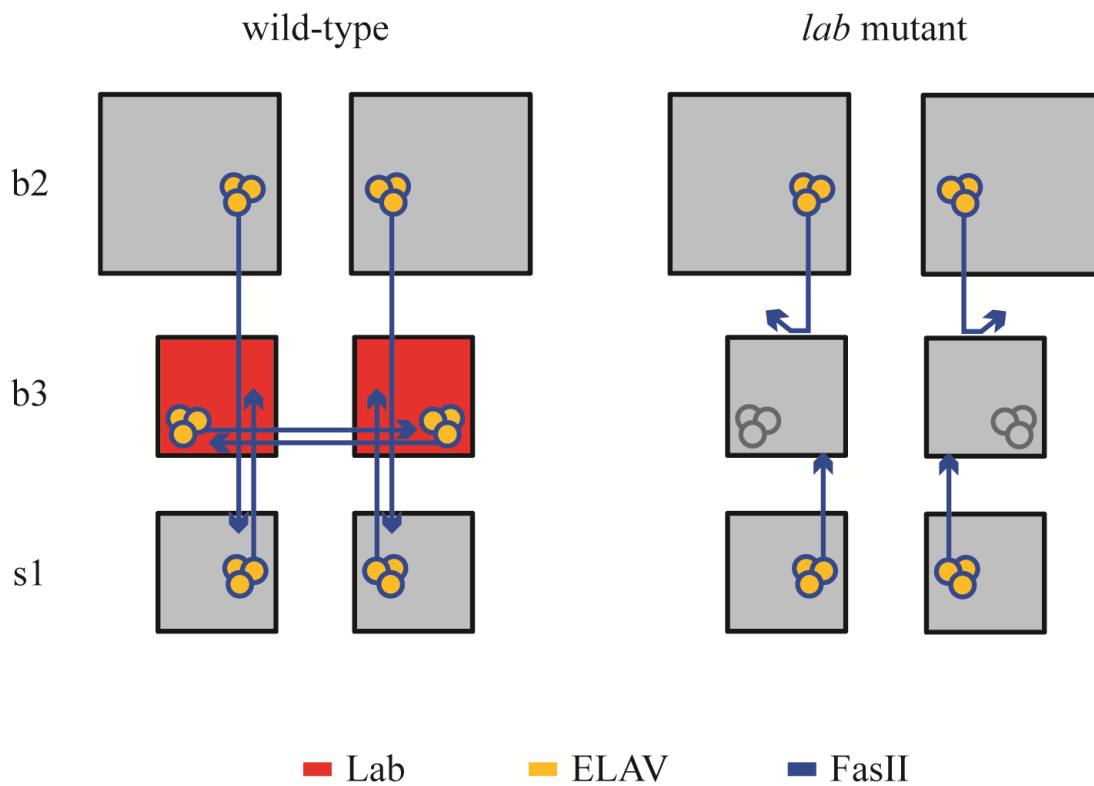 wild-type
lab mutant
b2
b3
s1
Lab
ELAV
FasII